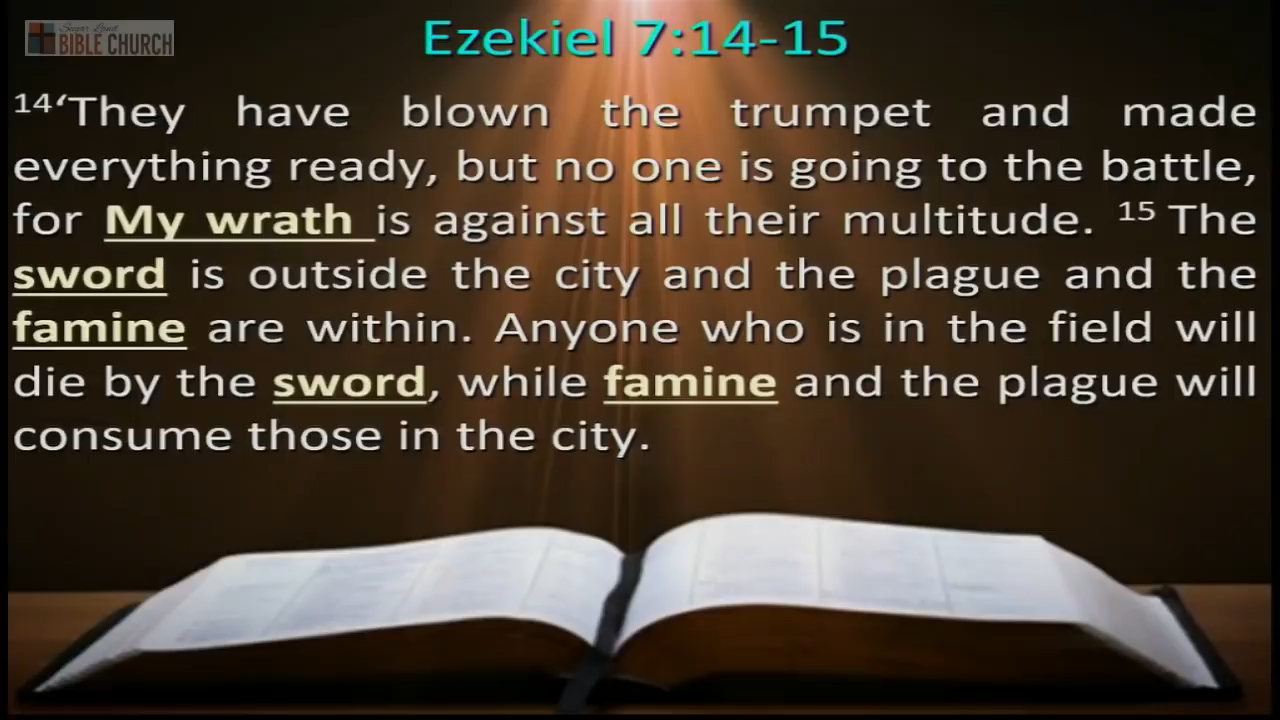 Sugar Land
BIBLE CHURCH
Ezekiel 7:14-15
14‘They have blown the trumpet and made
everything ready, but no one is going to the battle,
for My wrath is against all their multitude. 15 The
sword is outside the city and the plague and the
famine are within. Anyone who is in the field will
die by the sword, while famine and the plague will
consume those in the city.